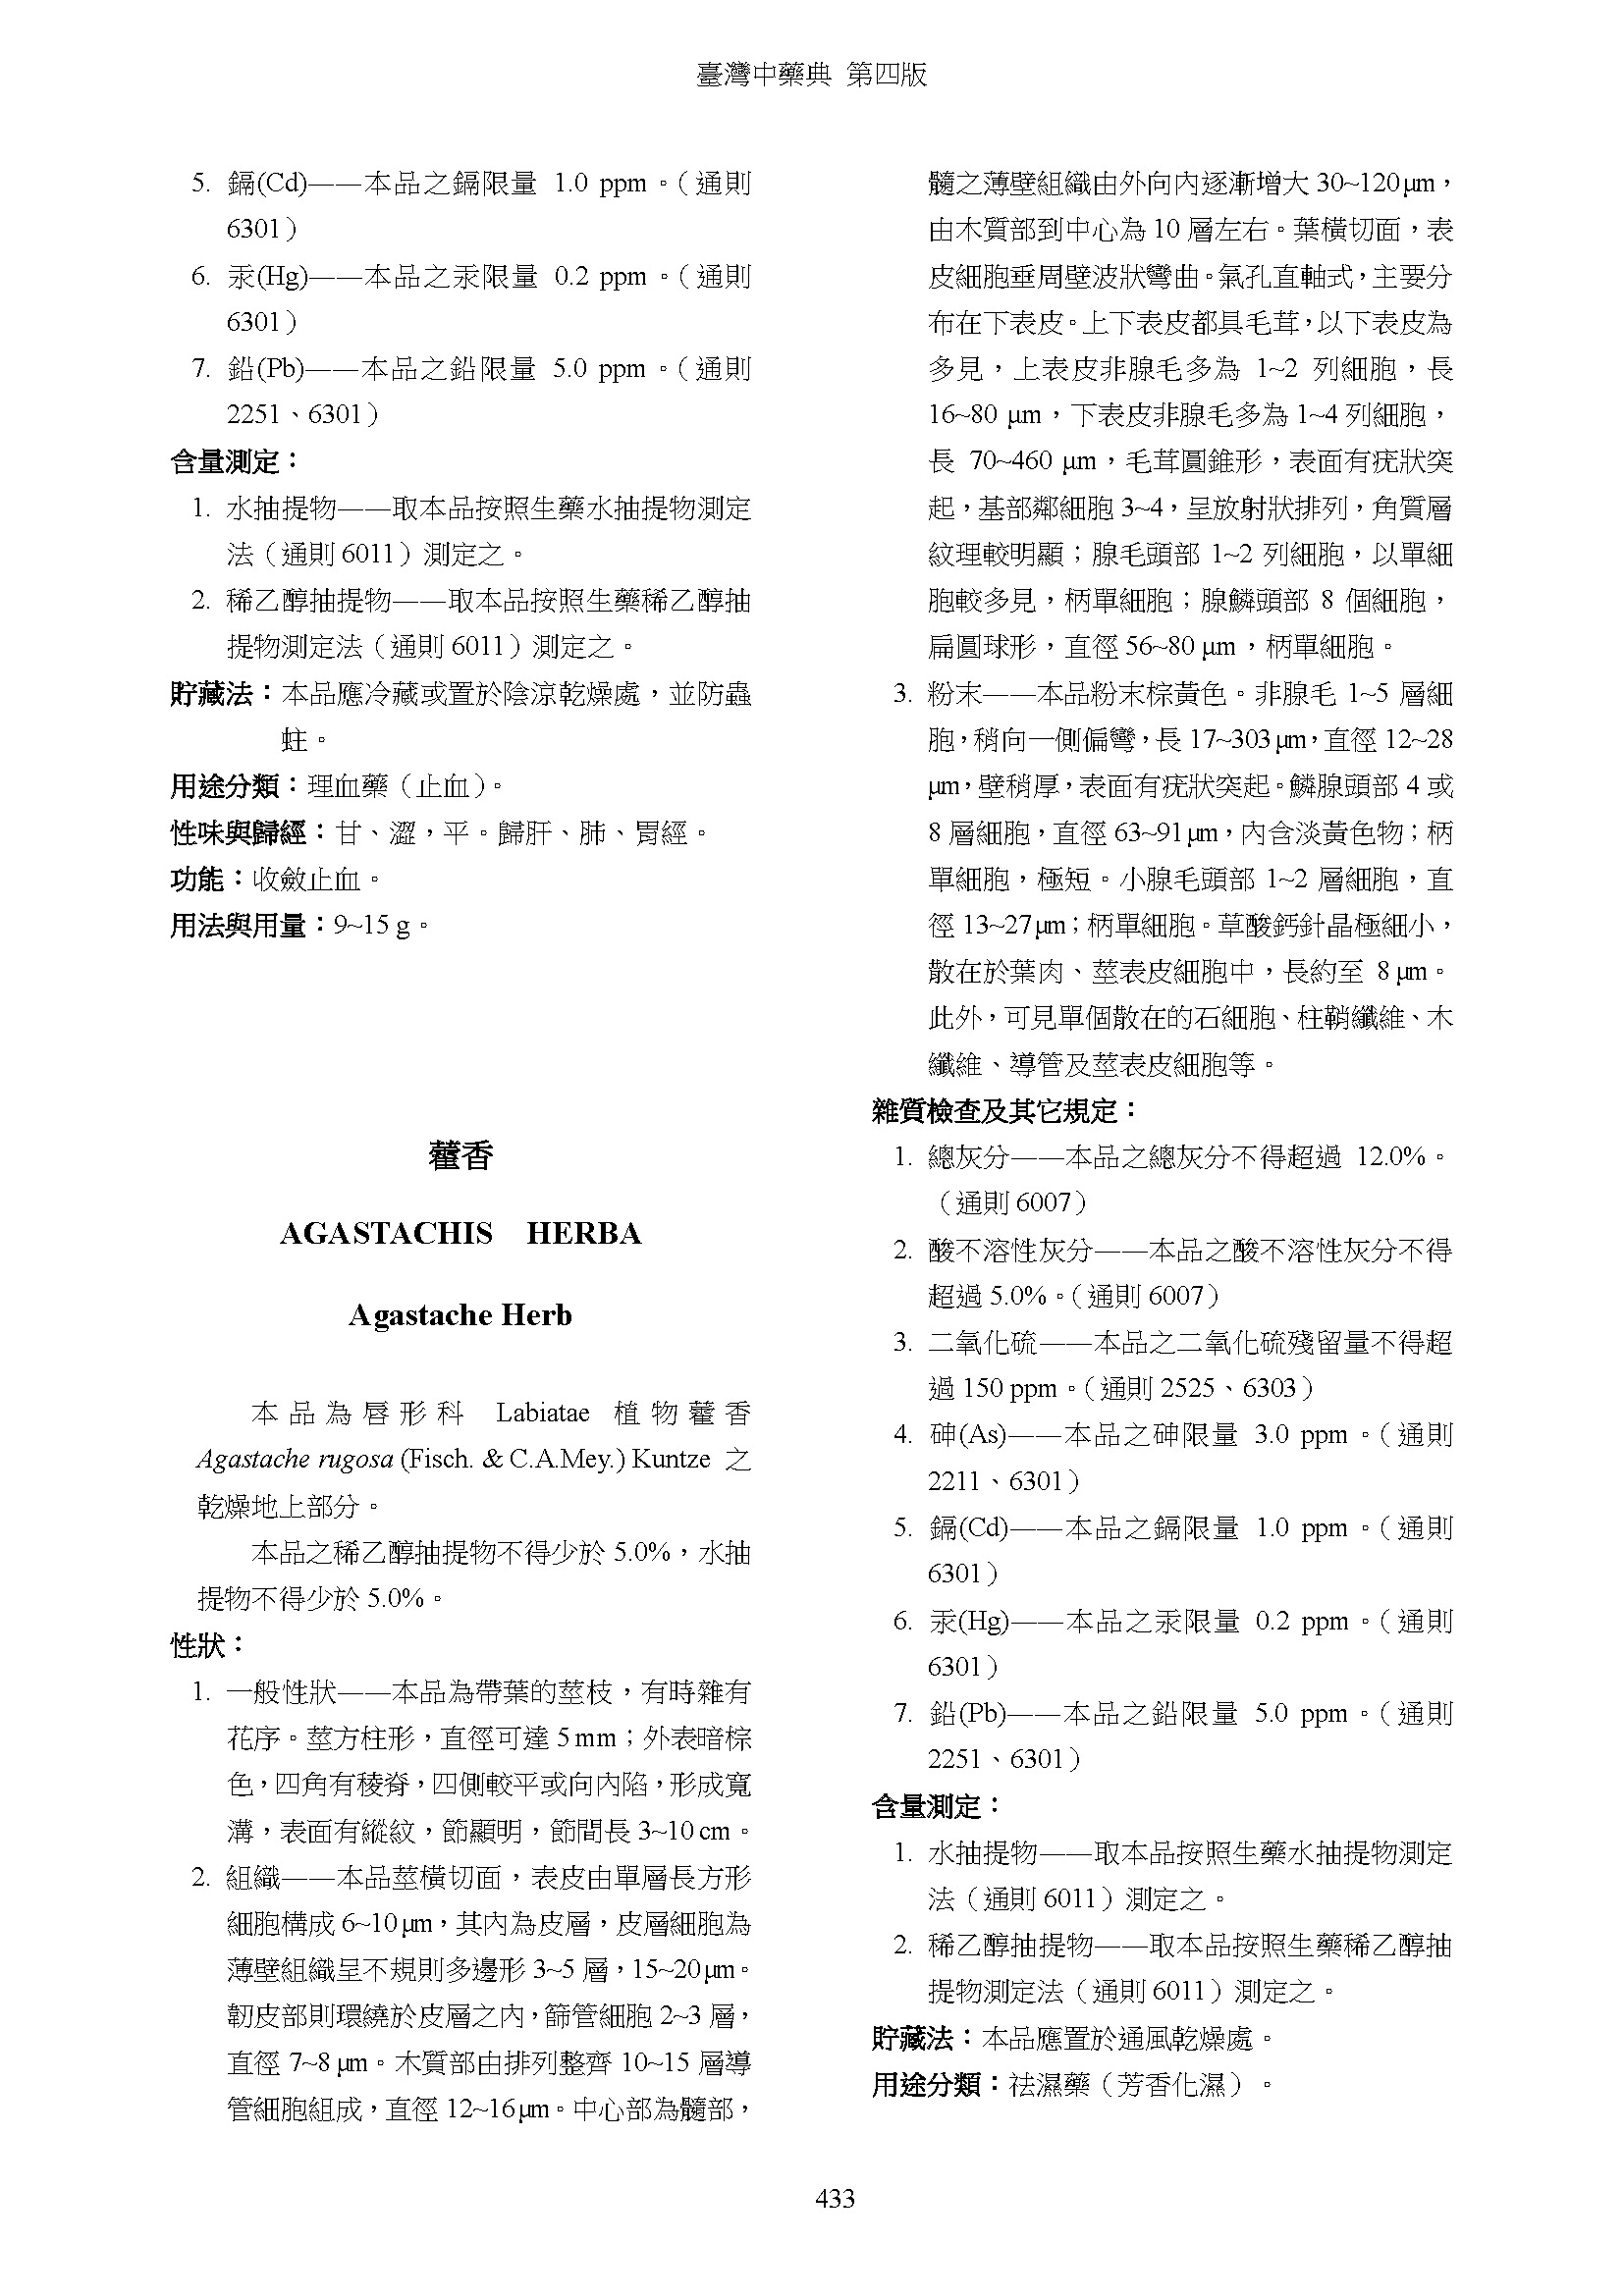 臺灣中藥典 第四版
5. 鎘(Cd)——本品之鎘限量 1.0 ppm。（通則
6301）
6. 汞(Hg)——本品之汞限量 0.2 ppm。（通則
6301）
7. 鉛(Pb)——本品之鉛限量 5.0 ppm。（通則
2251、6301）
含量測定：
1. 水抽提物——取本品按照生藥水抽提物測定
法（通則 6011）測定之。
2. 稀乙醇抽提物——取本品按照生藥稀乙醇抽
提物測定法（通則 6011）測定之。
貯藏法：本品應冷藏或置於陰涼乾燥處，並防蟲
蛀。
用途分類：理血藥（止血）。
性味與歸經：甘、澀，平。歸肝、肺、胃經。
功能：收斂止血。
用法與用量：9~15 g。
藿香
AGASTACHIS HERBA
Agastache Herb
本品為唇形科 Labiatae 植物藿香
Agastache rugosa (Fisch. & C.A.Mey.) Kuntze 之
乾燥地上部分。
本品之稀乙醇抽提物不得少於 5.0%，水抽
提物不得少於 5.0%。
性狀：
1. 一般性狀——本品為帶葉的莖枝，有時雜有
花序。莖方柱形，直徑可達 5 mm；外表暗棕
色，四角有稜脊，四側較平或向內陷，形成寬
溝，表面有縱紋，節顯明，節間長 3~10 cm。
2. 組織——本品莖橫切面，表皮由單層長方形
細胞構成 6~10 μm，其內為皮層，皮層細胞為
薄壁組織呈不規則多邊形 3~5 層，15~20 μm。
韌皮部則環繞於皮層之內，篩管細胞 2~3 層，
直徑 7~8 μm。木質部由排列整齊 10~15 層導
管細胞組成，直徑 12~16 μm。中心部為髓部，
髓之薄壁組織由外向內逐漸增大 30~120 μm，
由木質部到中心為 10 層左右。葉橫切面，表
皮細胞垂周壁波狀彎曲。氣孔直軸式，主要分
布在下表皮。上下表皮都具毛茸，以下表皮為
多見，上表皮非腺毛多為 1~2 列細胞，長
16~80 μm，下表皮非腺毛多為 1~4 列細胞，
長 70~460 μm，毛茸圓錐形，表面有疣狀突
起，基部鄰細胞 3~4，呈放射狀排列，角質層
紋理較明顯；腺毛頭部 1~2 列細胞，以單細
胞較多見，柄單細胞；腺鱗頭部 8 個細胞，
扁圓球形，直徑 56~80 μm，柄單細胞。
3. 粉末——本品粉末棕黃色。非腺毛 1~5 層細
胞，稍向一側偏彎，長 17~303 μm，直徑 12~28
μm，壁稍厚，表面有疣狀突起。鱗腺頭部 4 或
8 層細胞，直徑 63~91 μm，內含淡黃色物；柄
單細胞，極短。小腺毛頭部 1~2 層細胞，直
徑 13~27 μm；柄單細胞。草酸鈣針晶極細小，
散在於葉肉、莖表皮細胞中，長約至 8 μm。
此外，可見單個散在的石細胞、柱鞘纖維、木
纖維、導管及莖表皮細胞等。
雜質檢查及其它規定：
1. 總灰分——本品之總灰分不得超過 12.0%。
（通則 6007）
2. 酸不溶性灰分——本品之酸不溶性灰分不得
超過 5.0%。（通則 6007）
3. 二氧化硫——本品之二氧化硫殘留量不得超
過 150 ppm。（通則 2525、6303）
4. 砷(As)——本品之砷限量 3.0 ppm。（通則
2211、6301）
5. 鎘(Cd)——本品之鎘限量 1.0 ppm。（通則
6301）
6. 汞(Hg)——本品之汞限量 0.2 ppm。（通則
6301）
7. 鉛(Pb)——本品之鉛限量 5.0 ppm。（通則
2251、6301）
含量測定：
1. 水抽提物——取本品按照生藥水抽提物測定
法（通則 6011）測定之。
2. 稀乙醇抽提物——取本品按照生藥稀乙醇抽
提物測定法（通則 6011）測定之。
貯藏法：本品應置於通風乾燥處。
用途分類：祛濕藥（芳香化濕）。
433